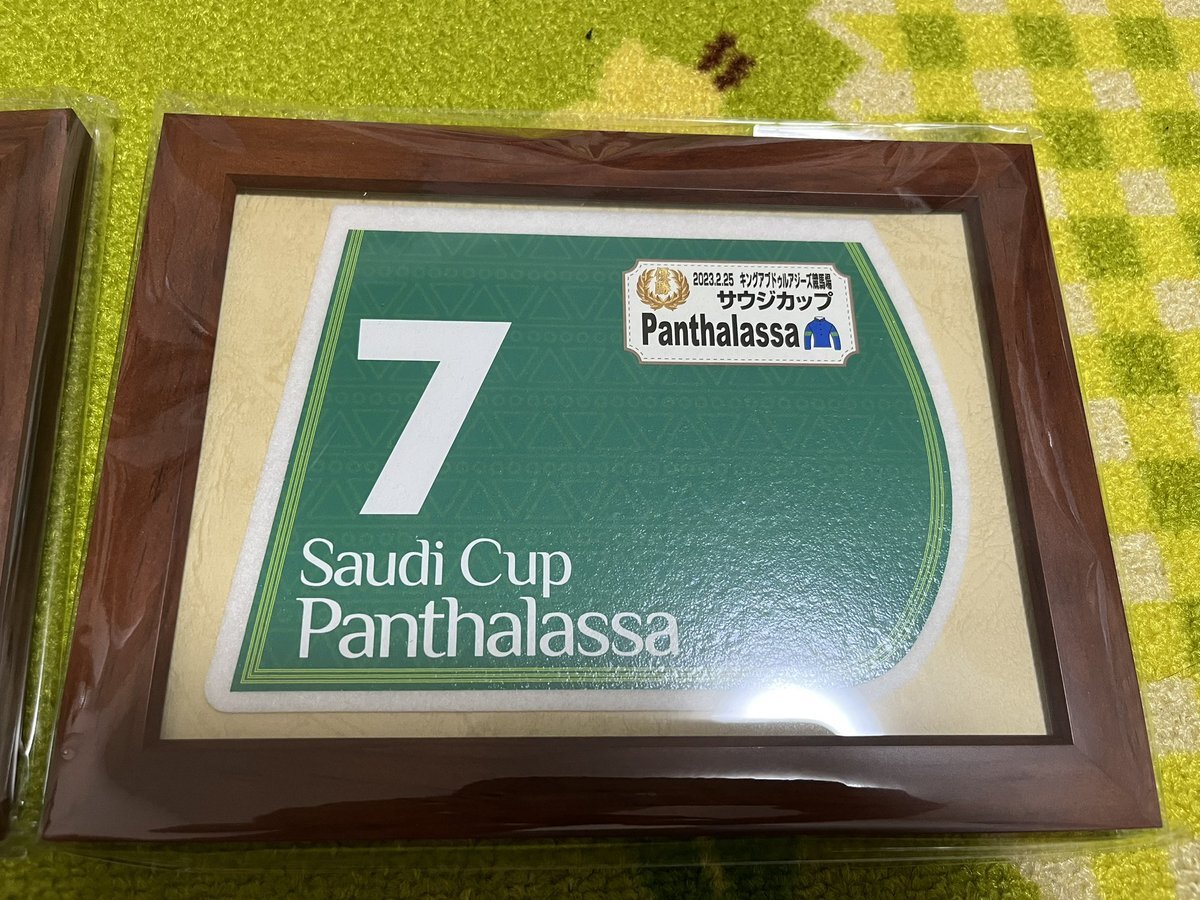 7
Saudi Cup
Panthalassa
2023.2.25 キングアブドゥルアジーズ競馬場
サウジカップ
Panthalassa